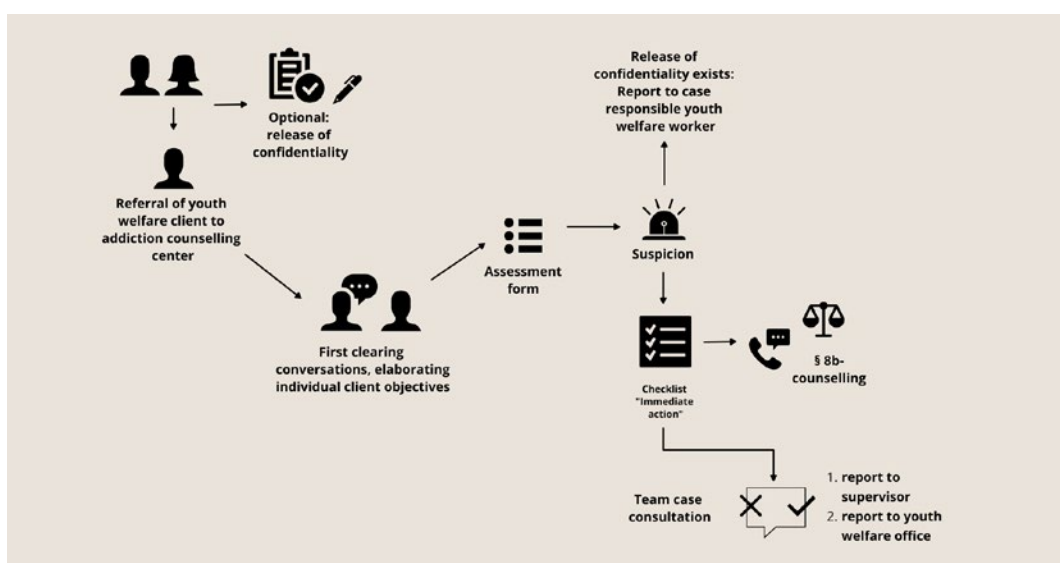 Optional:
release of
confidentiality
Referral of youth
welfare client to
addiction counselling
center
First clearing
conversations, elaborating
individual client objectives
Assessment
form
Release of
confidentiality exists:
Report to case
responsible youth
welfare worker
Suspicion
Checklist
"Immediate
action"
§ 8b-
counselling
Team case
consultation
1. report to
supervisor
2. report to youth
welfare office